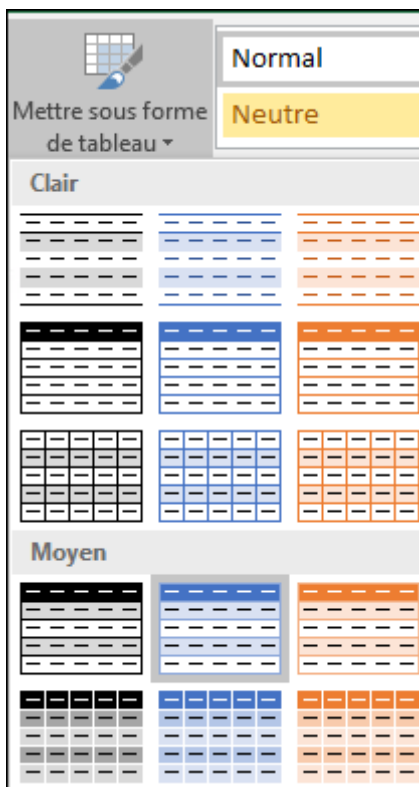 Mettre sous forme
de tableau
Normal
Neutre
Clair
Moyen